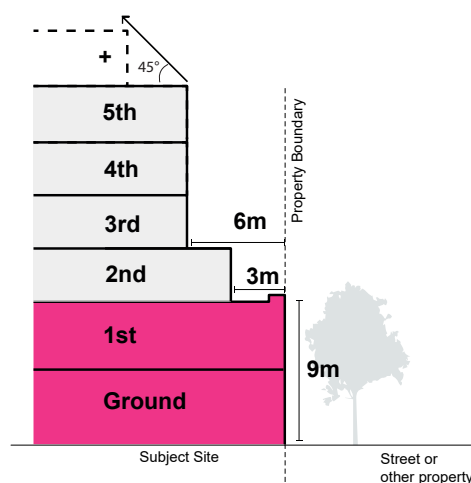 +
45°
5th
4th
3rd
6m
Property Boundary
2nd
3m
1st
9m
Ground
Subject Site
Street or
other property